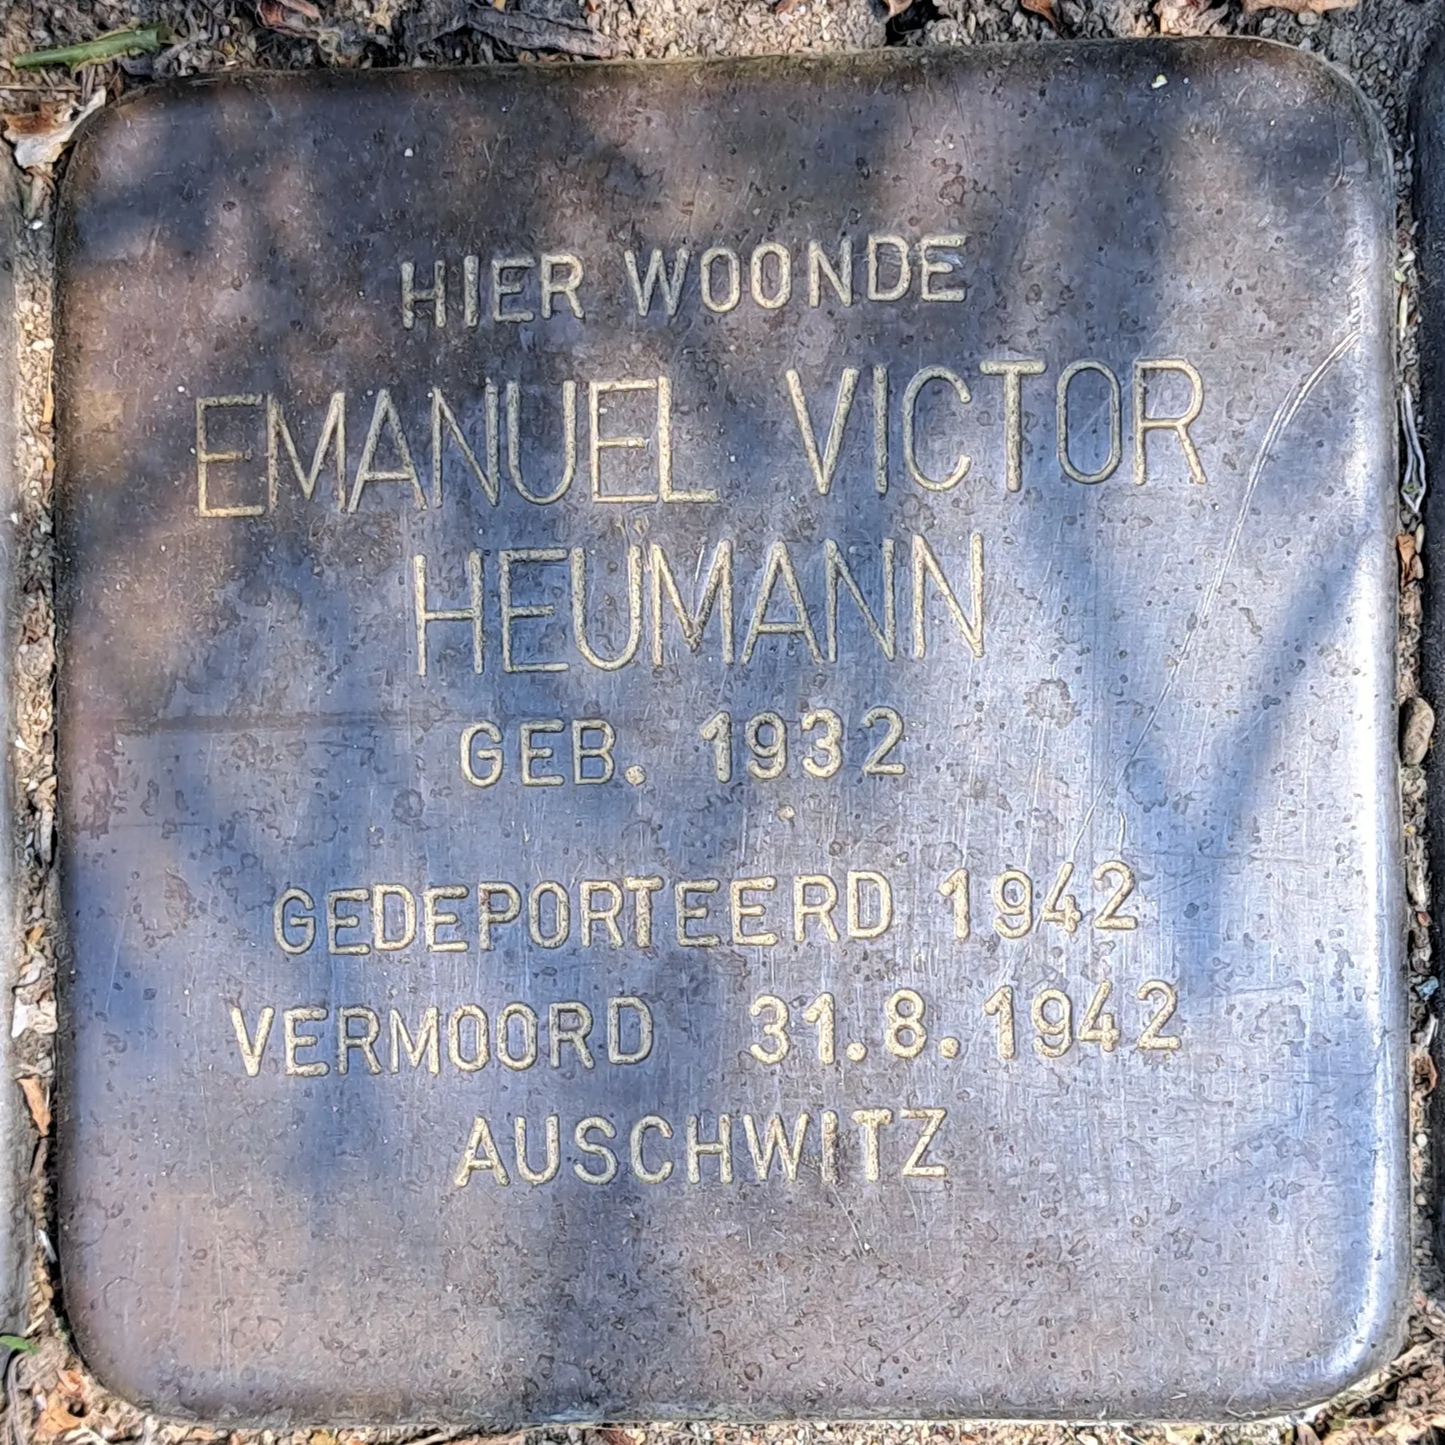 HIER WOONDE
EMANUEL VICTOR
HEUMANN
GEB. 1932
GEDEPORTEERD 1942
VERMOORD 31.8.1942
AUSCHWITZ